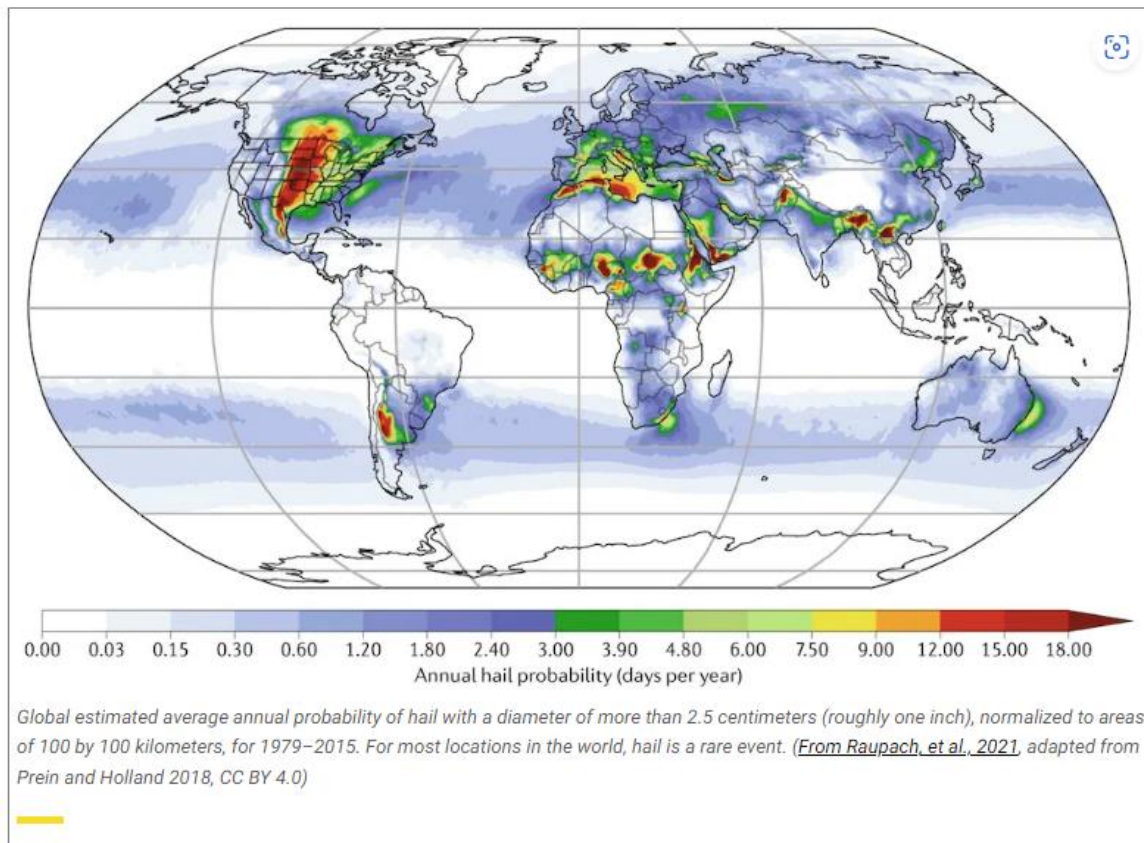 0.00 0.03 0.15 0.30 0.60 1.20 1.80 2.40 3.00 3.90 4.80 6.00 7.50 9.00 12.00 15.00 18.00
Annual hail probability (days per year)
Global estimated average annual probability of hail with a diameter of more than 2.5 centimeters (roughly one inch), normalized to areas
of 100 by 100 kilometers, for 1979–2015. For most locations in the world, hail is a rare event. (From Raupach, et al., 2021, adapted from
Prein and Holland 2018, CC BY 4.0)